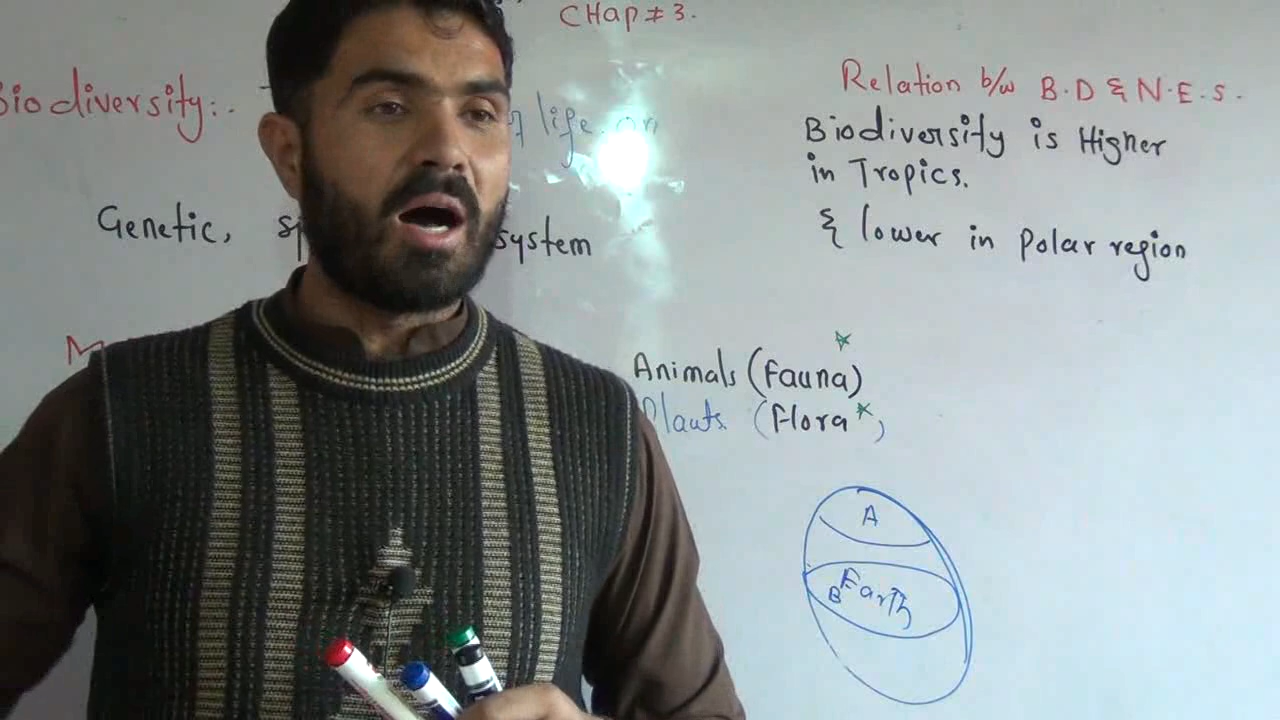 CHap # 3.
Biodiversity:.
life on
Genetic, system
Animals (Fauna)
Plants (Flora)
Relation b/w B.D & N.E.S.
Biodiversity is Higher
in Tropics.
& lower in polar region
A
B Earth